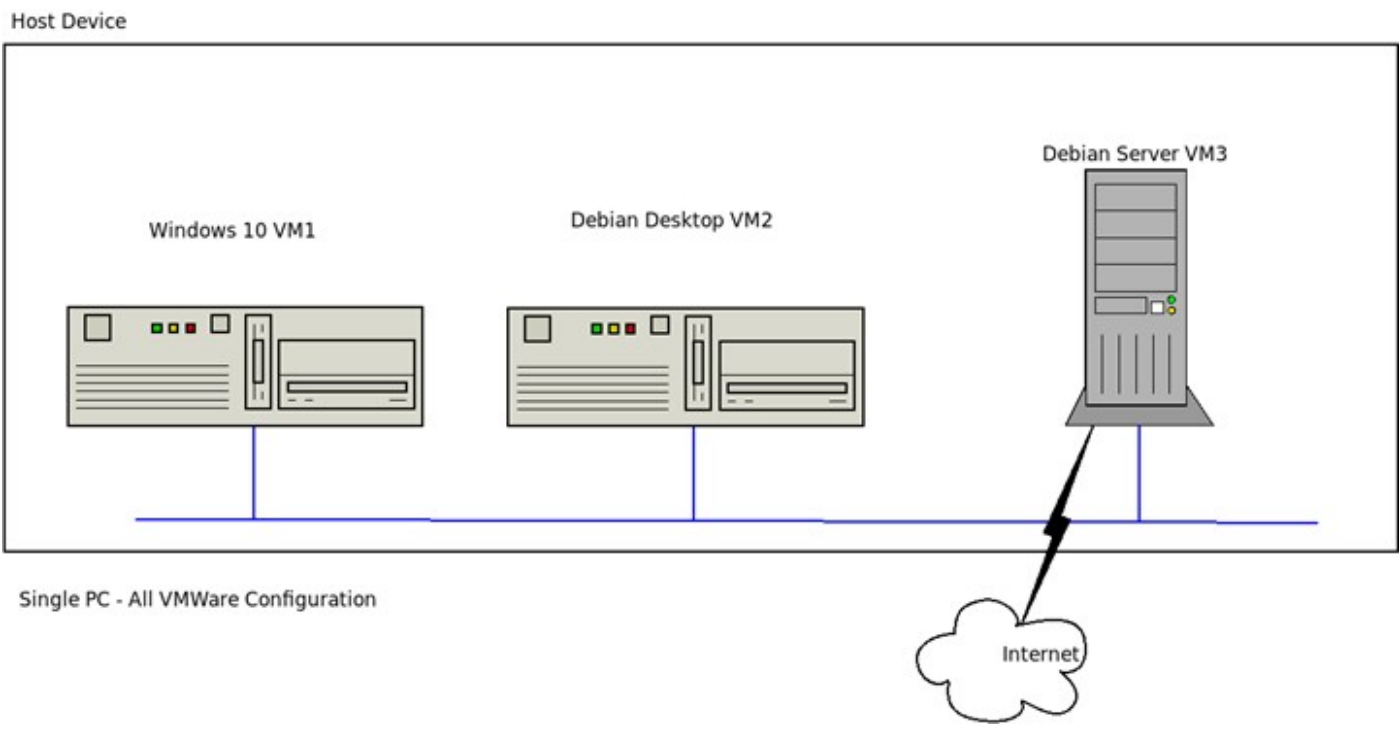 Host Device
Debian Server VM3
Windows 10 VM1
Debian Desktop VM2
Single PC - All VMWare Configuration
Internet